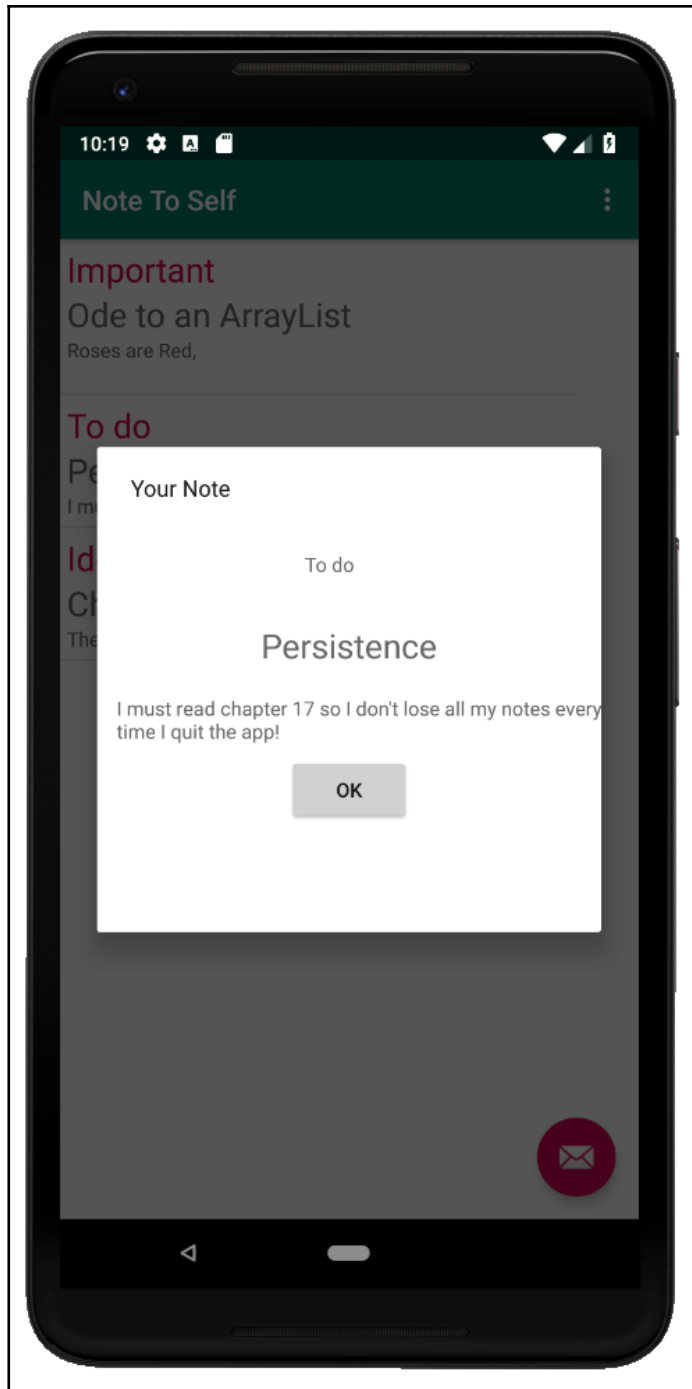 10:19
Note To Self
Important
Ode to an ArrayList
Roses are Red,
To do
Your Note
To do
Persistence
I must read chapter 17 so I don't lose all my notes every
time I quit the app!
OK